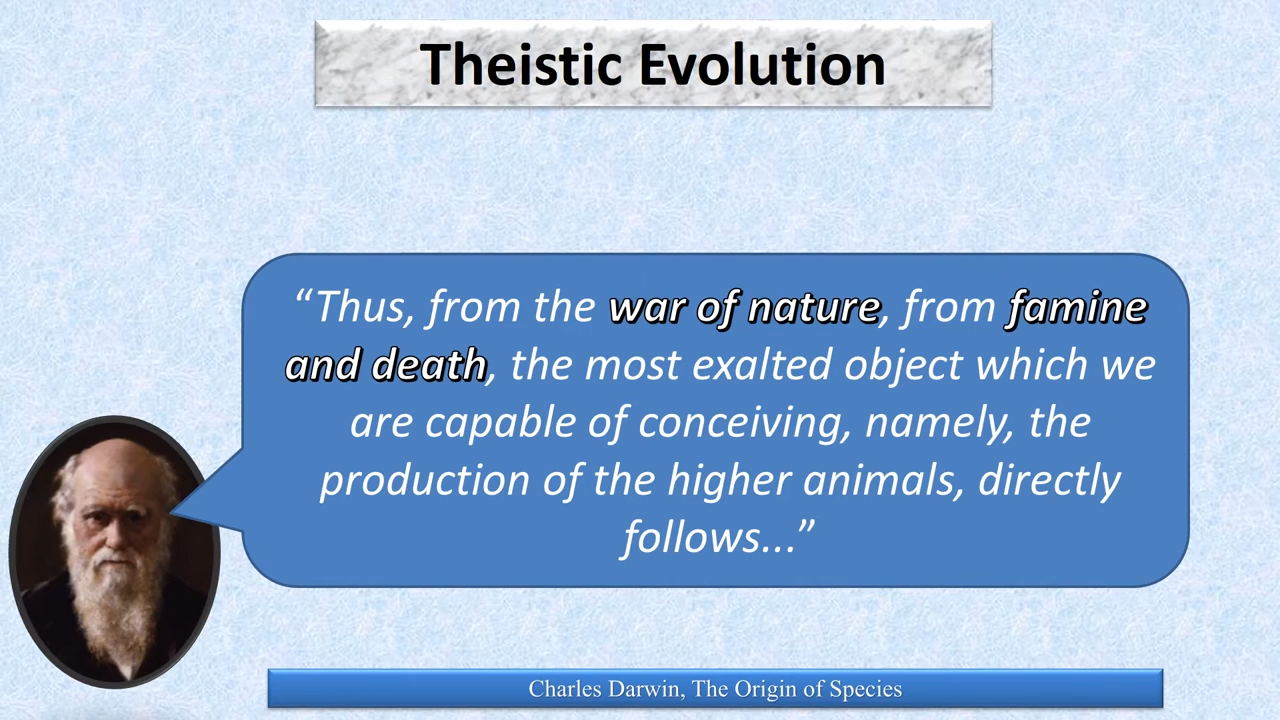 Theistic Evolution
“Thus, from the war of nature, from famine
and death, the most exalted object which we
are capable of conceiving, namely, the
production of the higher animals, directly
follows...”
Charles Darwin, The Origin of Species